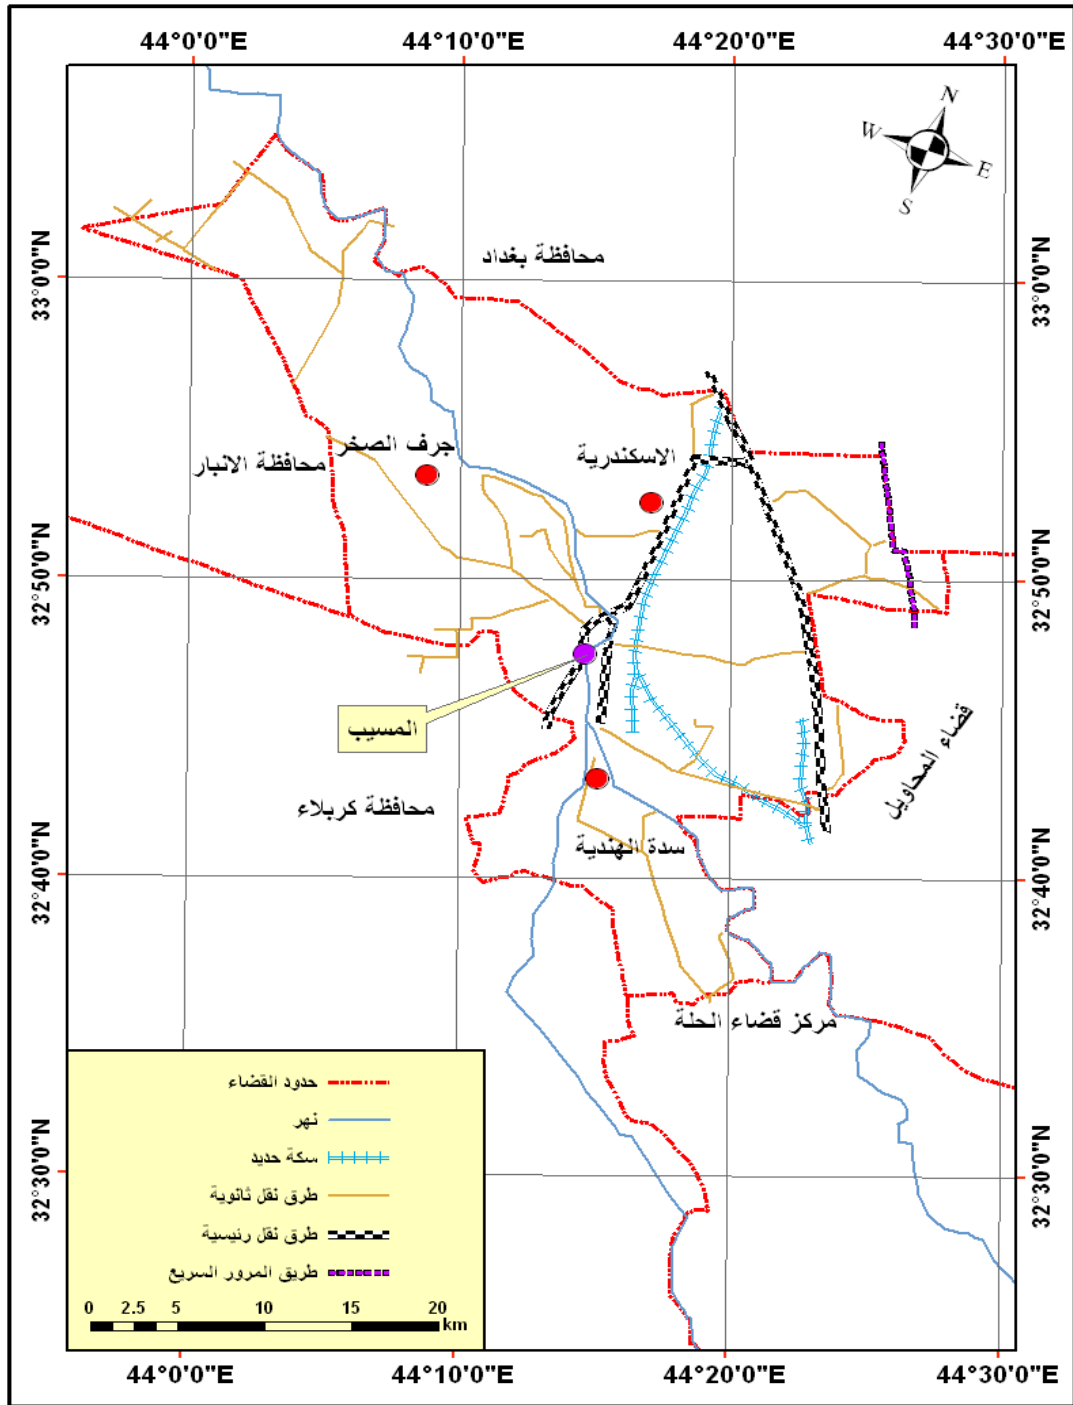 44°0'0"E 44°10'0"E 44°20'0"E 44°30'0"E
N
W
E
S
33°0'0"N
33°0'0"N
محافظة بغداد
جرف الصخر
الاسكندرية
محافظة الانبار
32°50'0"N
32°50'0"N
المسيب
قضاء المحاويل
محافظة كربلاء
سدة الهندية
32°40'0"N
32°40'0"N
مركز قضاء الحلة
حدود القضاء
نهر
سكة حديد
طرق نقل ثانوية
طرق نقل رئيسية
طريق المرور السريع
0 2.5 5 10 15 20
km
32°30'0"N
32°30'0"N
44°0'0"E 44°10'0"E 44°20'0"E 44°30'0"E